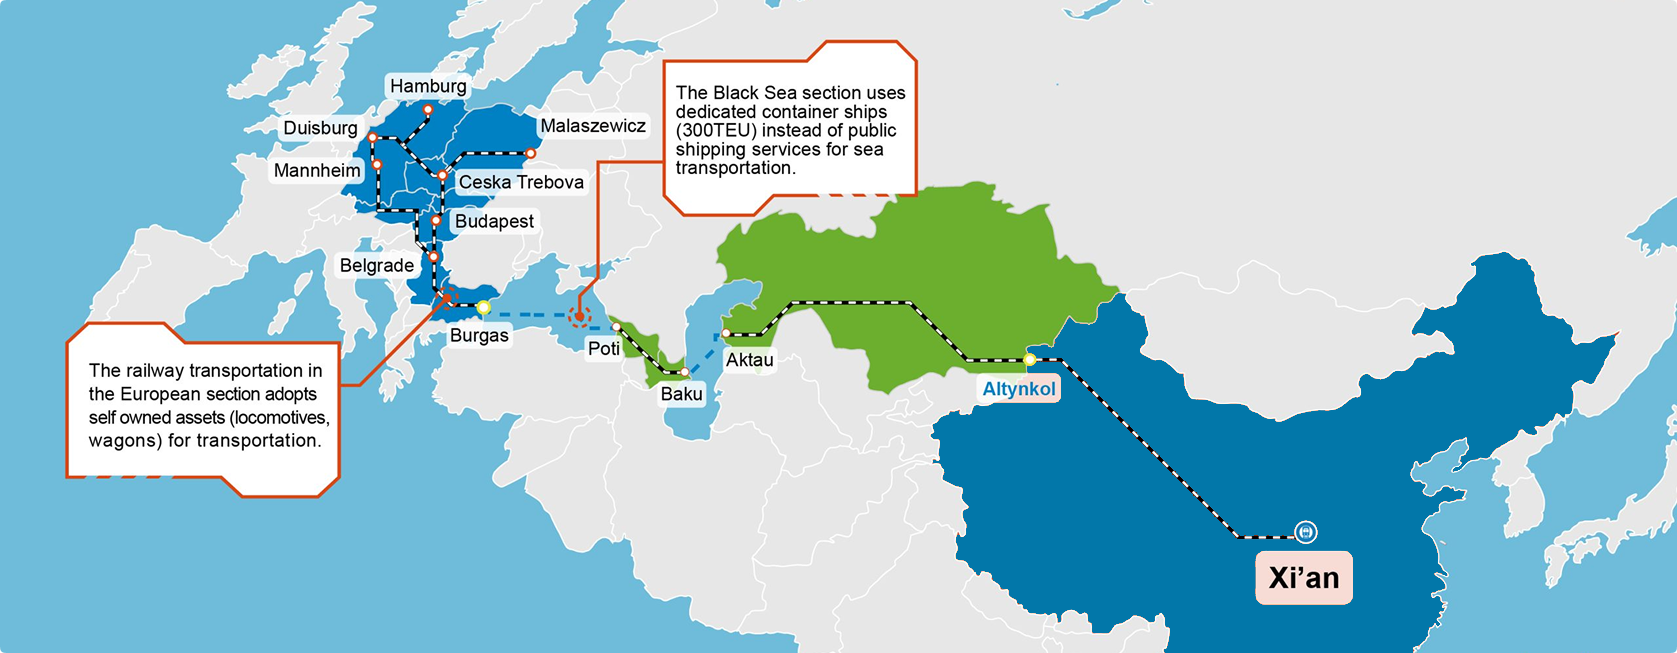 Hamburg
Duisburg
Malaszewicz
Mannheim
Ceska Trebova
Budapest
Belgrade
Burgas
Poti
Baku
Aktau
Altynkol
Xi’an
The Black Sea section uses
dedicated container ships
(300TEU) instead of public
shipping services for sea
transportation.
The railway transportation in
the European section adopts
self owned assets (locomotives,
wagons) for transportation.